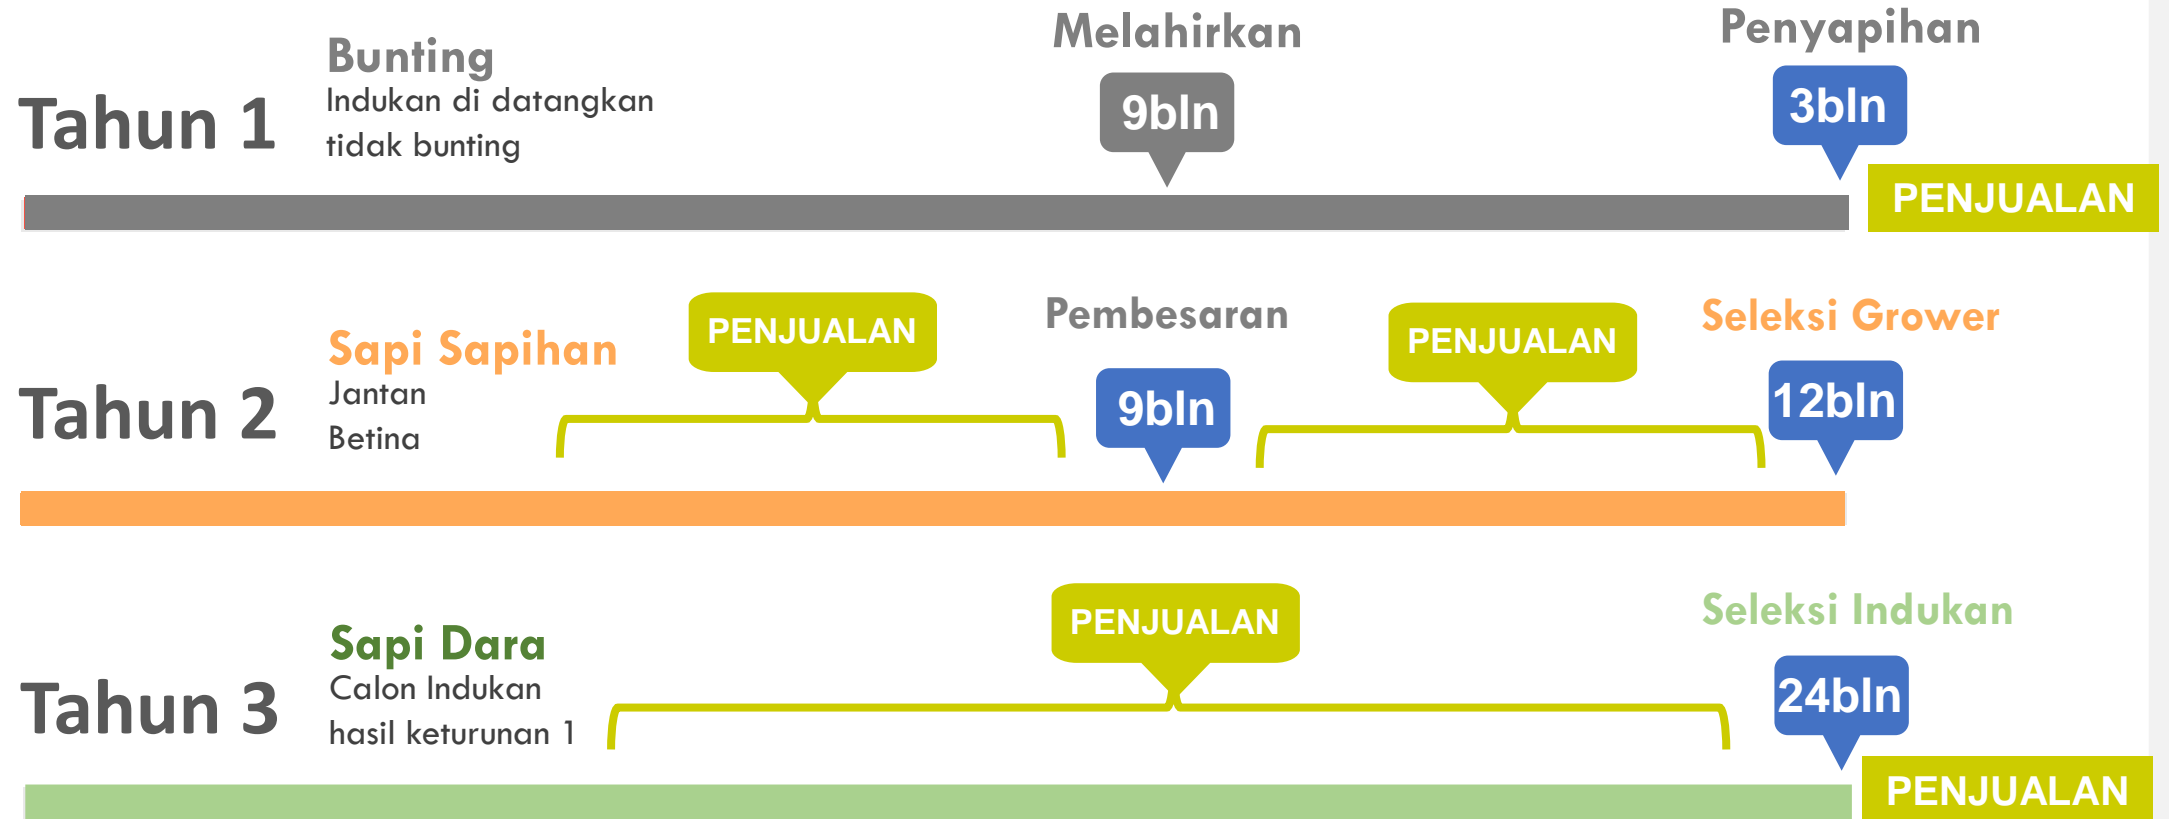 Tahun 1
Bunting
Indukan di datangkan
tidak bunting
Melahirkan
9bln
Penyapihan
3bln
PENJUALAN
Tahun 2
Sapi Sapihan
Jantan
Betina
PENJUALAN
Pembesaran
9bln
PENJUALAN
Seleksi Grower
12bln
Tahun 3
Sapi Dara
Calon Indukan
hasil keturunan 1
PENJUALAN
Seleksi Indukan
24bln
PENJUALAN